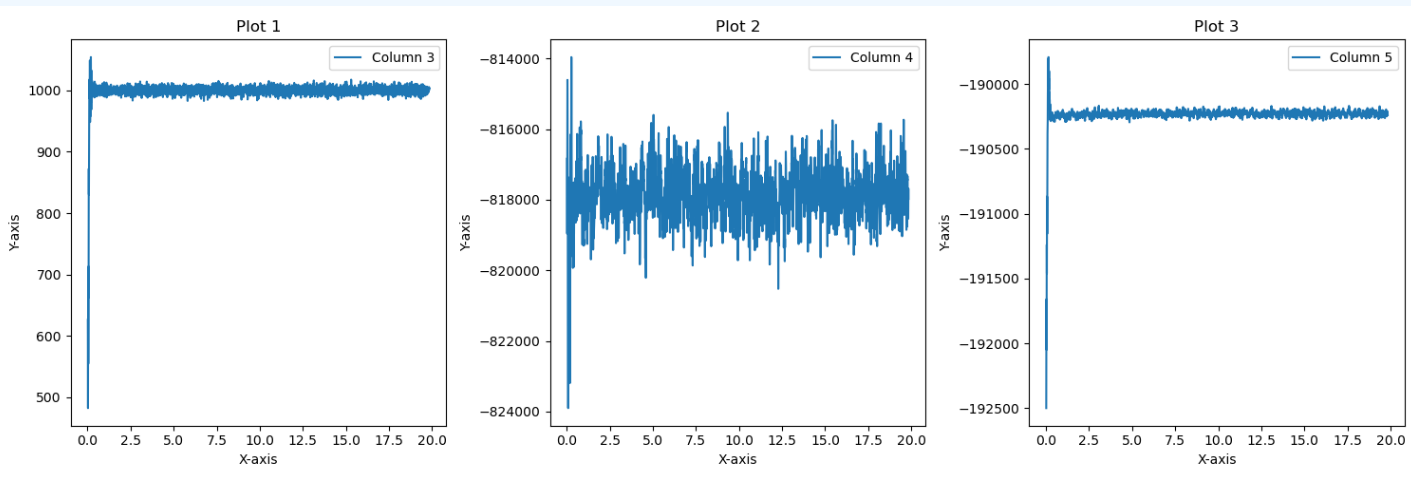 Plot 1
Column 3
1000
900
800
700
600
500
Y-axis
0.0 2.5 5.0 7.5 10.0 12.5 15.0 17.5 20.0
X-axis
Plot 2
Column 4
−814000
−816000
−818000
−820000
−822000
−824000
Y-axis
0.0 2.5 5.0 7.5 10.0 12.5 15.0 17.5 20.0
X-axis
Plot 3
Column 5
−190000
−190500
−191000
−191500
−192000
−192500
Y-axis
0.0 2.5 5.0 7.5 10.0 12.5 15.0 17.5 20.0
X-axis